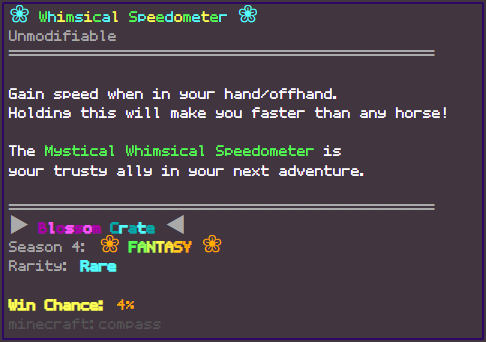 ❀ Whimsical Speedometer ❀
Unmodifiable
Gain speed when in your hand/offhand.
Holding this will make you faster than any horse!
The Mystical Whimsical Speedometer is
your trusty ally in your next adventure.
▶ Blossom Crate ◀
Season 4: ❀ FANTASY ❀
Rarity: Rare
Win Chance: 4%
minecraft:compass